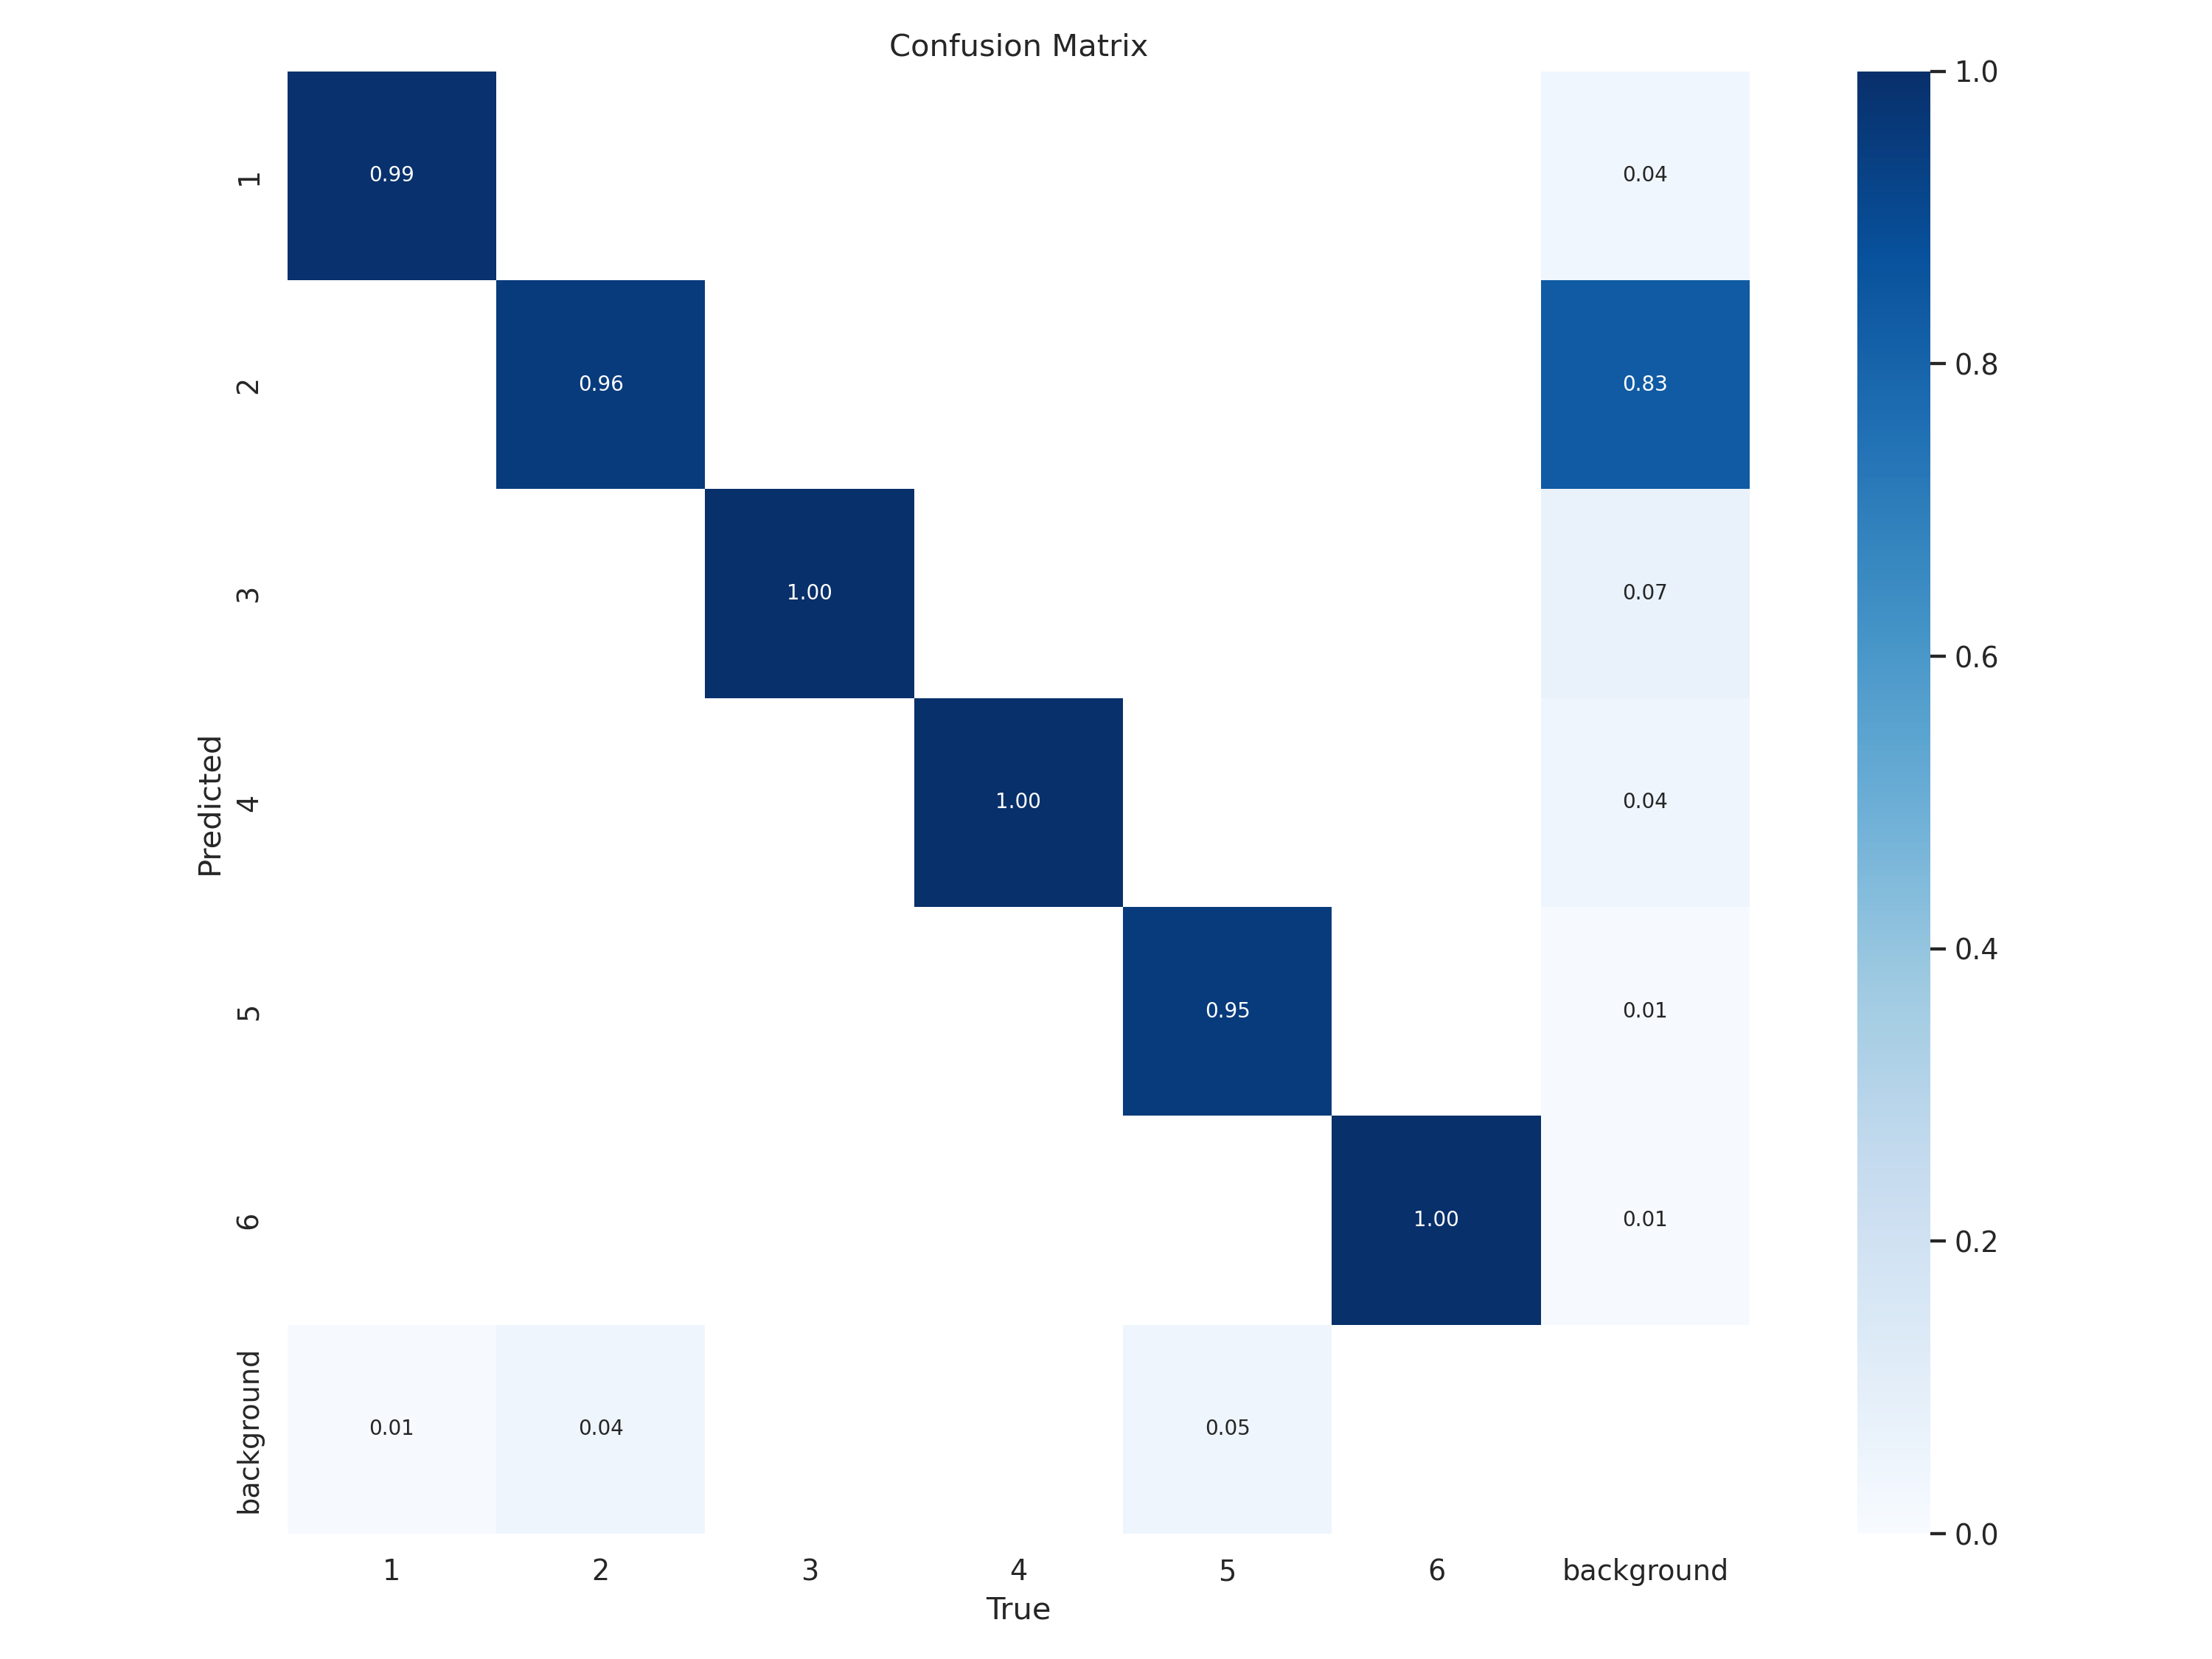 Confusion Matrix
1 0.99 0.04 1.0
2 0.96 0.83 0.8
3 1.00 0.07 0.6
Predicted
4 1.00 0.04
5 0.95 0.01 0.4
6 1.00 0.01 0.2
background 0.01 0.04 0.05 0.0
1 2 3 4 5 6 background
True